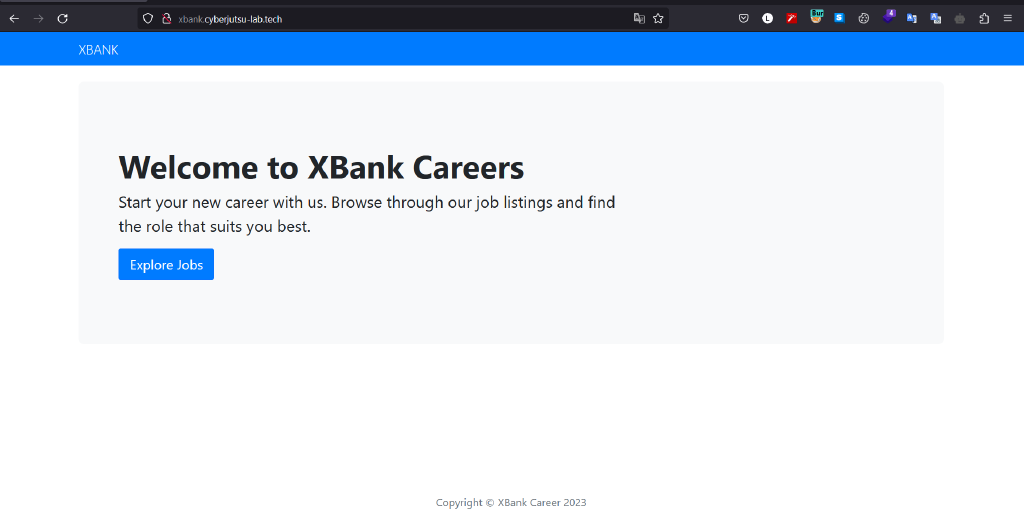 xbank.cyberjutsu-lab.tech
XBANK
Welcome to XBank Careers
Start your new career with us. Browse through our job listings and find
the role that suits you best.
Explore Jobs
Copyright © XBank Career 2023